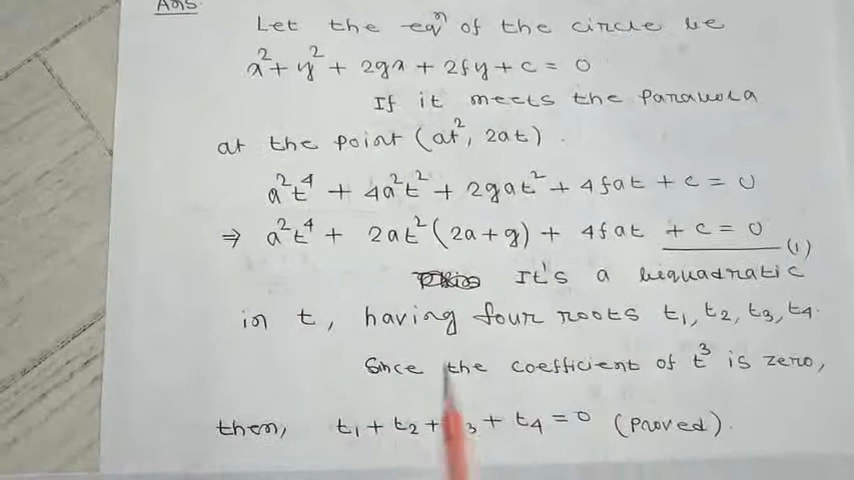 Ans.
Let the eqⁿ of the circle be
x² + y² + 2gx + 2fy + c = 0
If it meets the Parabola
at the point (at², 2at).
a²t⁴ + 4a²t² + 2gat² + 4fat + c = 0
⇒ a²t⁴ + 2at²(2a+g) + 4fat + c = 0 (1)
It's a biquadratic
in t, having four roots t₁, t₂, t₃, t₄.
Since the coefficient of t³ is zero,
then, t₁ + t₂ + t₃ + t₄ = 0 (Proved).